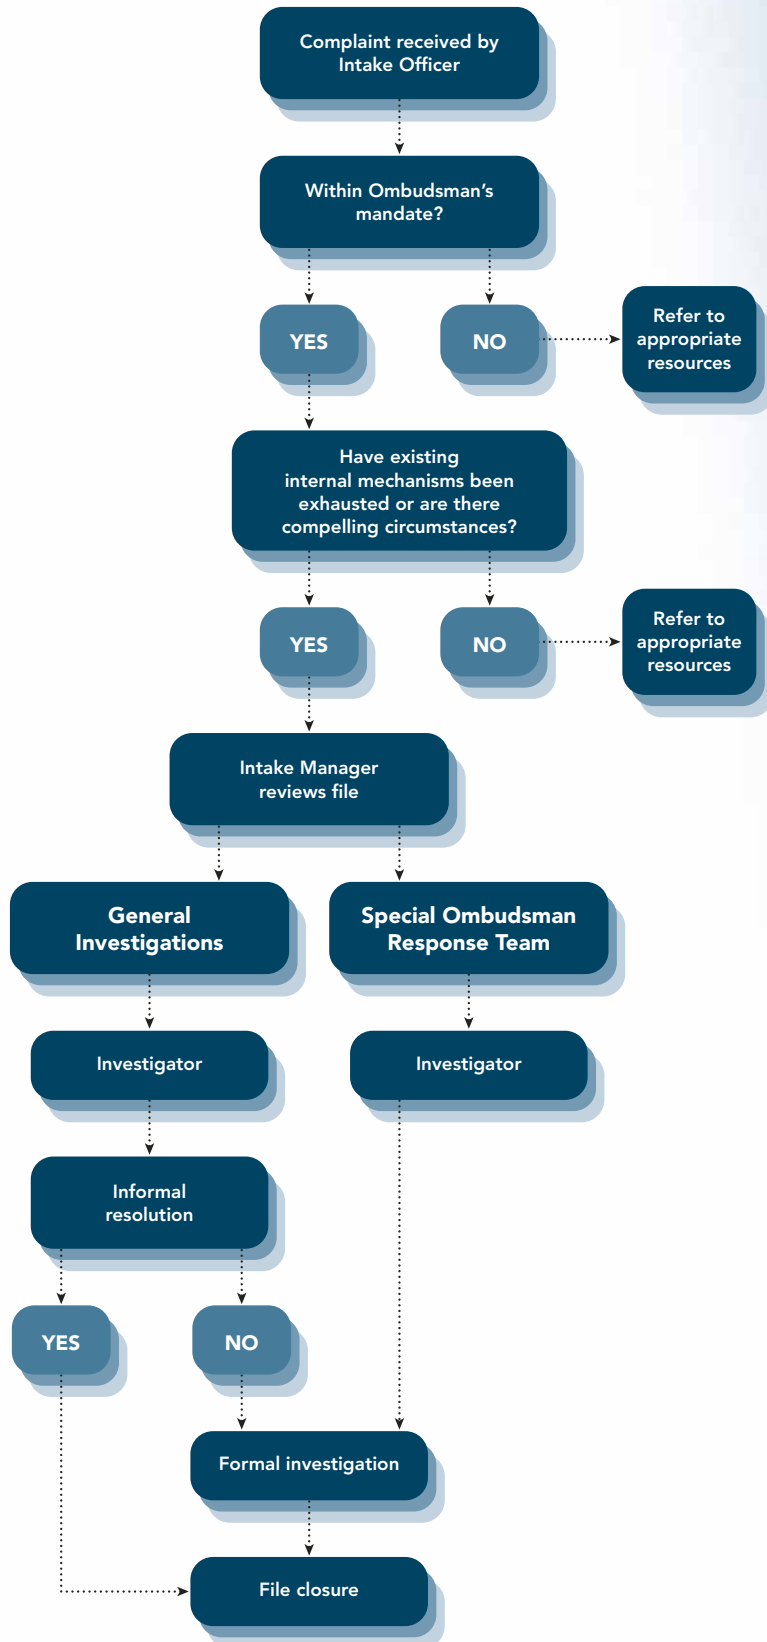 Complaint received by
Intake Officer
Within Ombudsman’s
mandate?
YES
NO
Refer to
appropriate
resources
Have existing
internal mechanisms been
exhausted or are there
compelling circumstances?
YES
NO
Refer to
appropriate
resources
Intake Manager
reviews file
General
Investigations
Special Ombudsman
Response Team
Investigator
Investigator
Informal
resolution
YES
NO
Formal investigation
File closure